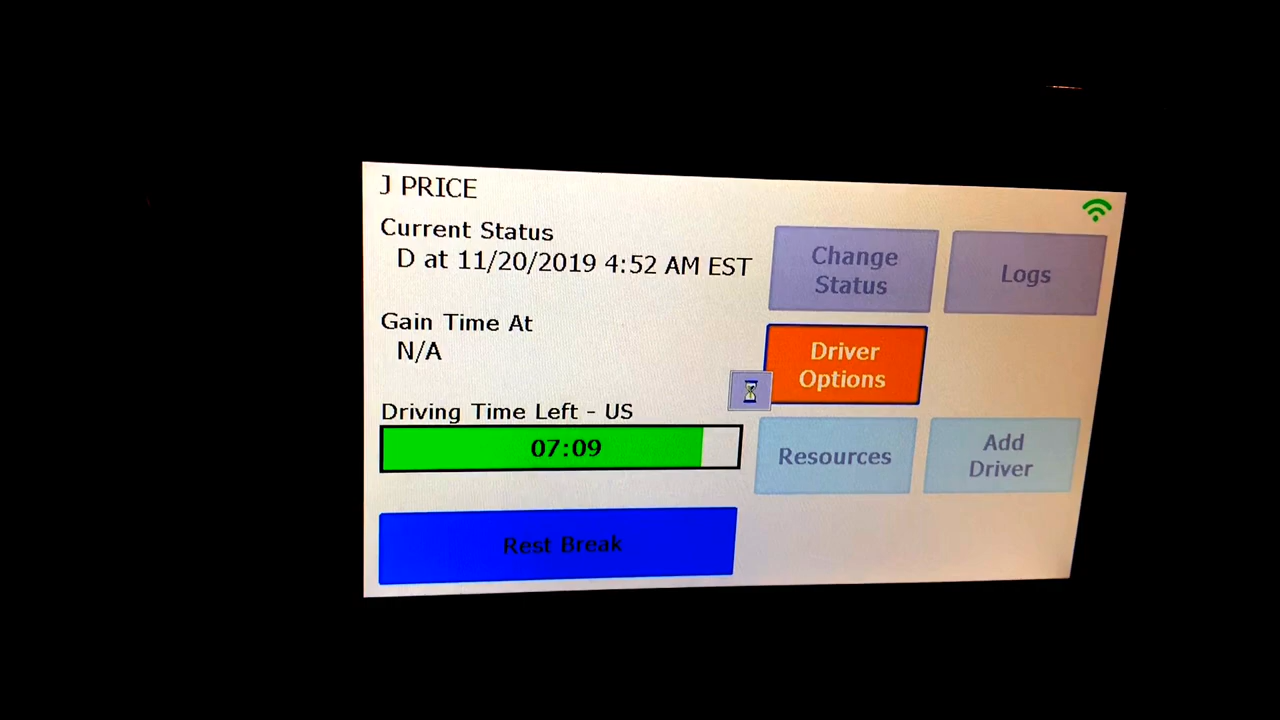 J PRICE
Current Status
D at 11/20/2019 4:52 AM EST
Change
Status
Logs
Gain Time At
N/A
Driver
Options
Driving Time Left - US
07:09
Resources
Add
Driver
Rest Break